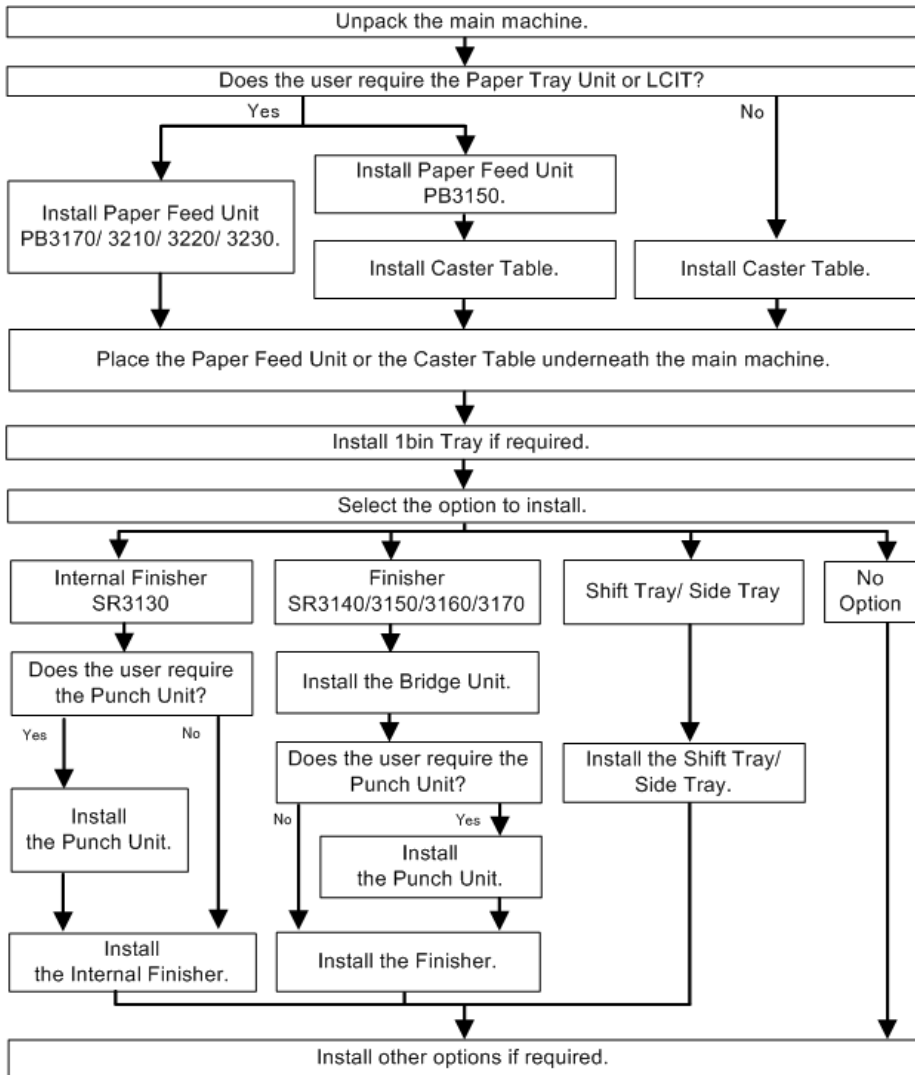 Unpack the main machine.
Does the user require the Paper Tray Unit or LCIT?
Yes
No
Install Paper Feed Unit
PB3170/ 3210/ 3220/ 3230.
Install Paper Feed Unit
PB3150.
Install Caster Table.
Install Caster Table.
Place the Paper Feed Unit or the Caster Table underneath the main machine.
Install 1bin Tray if required.
Select the option to install.
Internal Finisher
SR3130
Finisher
SR3140/3150/3160/3170
Shift Tray/ Side Tray
No
Option
Does the user require
the Punch Unit?
Yes
No
Install
the Punch Unit.
Install
the Internal Finisher.
Install the Bridge Unit.
Does the user require the
Punch Unit?
No
Yes
Install
the Punch Unit.
Install the Finisher.
Install the Shift Tray/
Side Tray.
Install other options if required.